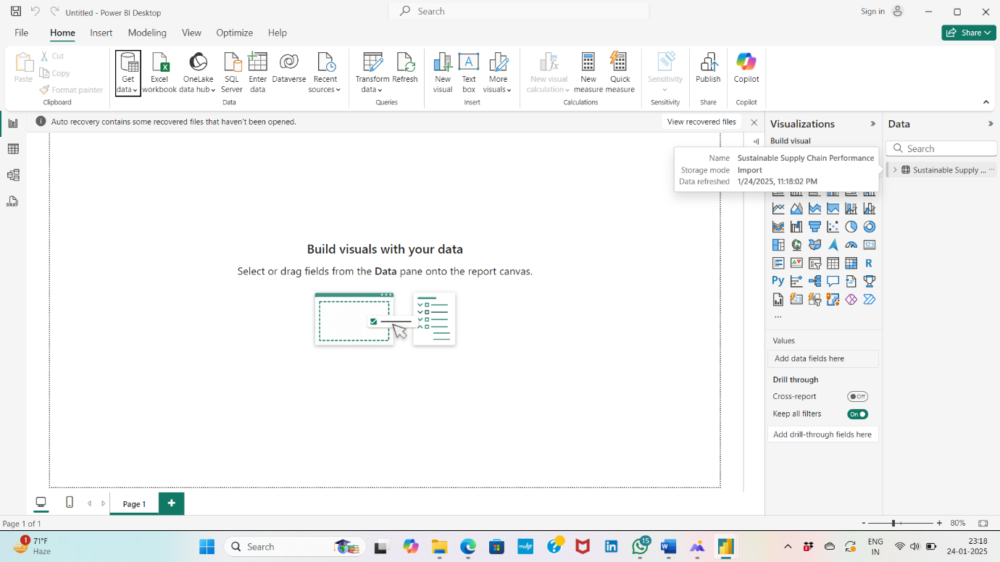 Untitled - Power BI Desktop
Search
Sign in
File Home Insert Modeling View Optimize Help
Share
Paste
Cut
Copy
Format painter
Clipboard
Get data
Excel workbook
OneLake data hub
SQL Server
Enter data
Dataverse
Recent sources
Data
Transform data
Refresh
Queries
New visual
Text box
More visuals
Insert
New visual calculation
New measure
Quick measure
Calculations
Sensitivity
Sensitivity
Publish
Share
Copilot
Copilot
Auto recovery contains some recovered files that haven't been opened.
View recovered files
Visualizations
Build visual
Data
Search
Sustainable Supply ...
Name Sustainable Supply Chain Performance
Storage mode Import
Data refreshed 1/24/2025, 11:18:02 PM
Build visuals with your data
Select or drag fields from the Data pane onto the report canvas.
123
R
Py
123
...
Values
Add data fields here
Drill through
Cross-report Off
Keep all filters On
Add drill-through fields here
DAX
Page 1
Page 1 of 1
- + 80%
1
71°F
Haze
Search
myhp
15
ENG
IN
23:18
24-01-2025